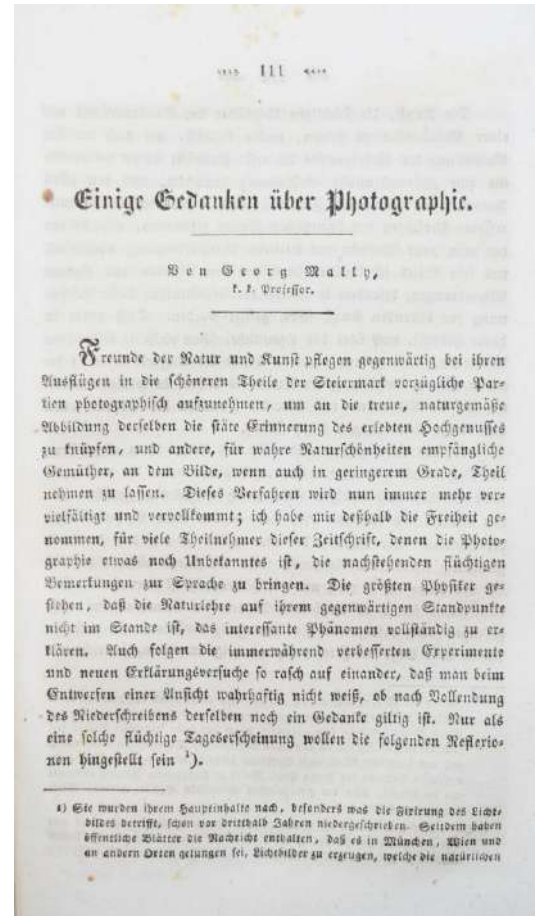 111
Einige Gedanken über Photographie.
Von Georg Mally,
k. k. Professor.
Freunde der Natur und Kunst pflegen gegenwärtig bei ihren
Ausflügen in die schöneren Theile der Steiermark vorzügliche Par-
tien photographisch aufzunehmen, um an die treue, naturgemäße
Abbildung derselben die stäte Erinnerung des erlebten Hochgenusses
zu knüpfen, und andere, für wahre Naturschönheiten empfängliche
Gemüther, an dem Bilde, wenn auch in geringerem Grade, Theil
nehmen zu lassen. Dieses Verfahren wird nun immer mehr ver-
vielfältigt und vervollkommt; ich habe mir deßhalb die Freiheit ge-
nommen, für viele Theilnehmer dieser Zeitschrift, denen die Photo-
graphie etwas noch Unbekanntes ist, die nachstehenden flüchtigen
Bemerkungen zur Sprache zu bringen. Die größten Physiker ge-
stehen, daß die Naturlehre auf ihrem gegenwärtigen Standpunkte
nicht im Stande ist, das interessante Phänomen vollständig zu er-
klären. Auch folgen die immerwährend verbesserten Experimente
und neuen Erklärungsversuche so rasch auf einander, daß man beim
Entwerfen einer Ansicht wahrhaftig nicht weiß, ob nach Vollendung
des Niederschreibens derselben noch ein Gedanke giltig ist. Nur als
eine solche flüchtige Tageserscheinung wollen die folgenden Reflexio-
nen hingestellt sein 1).
1) Sie wurden ihrem Hauptinhalte nach, besonders was die Fixirung des Licht-
bildes betrifft, schon vor dritthalb Jahren niedergeschrieben. Seitdem haben
öffentliche Blätter die Nachricht enthalten, daß es in München, Wien und
an andern Orten gelungen sei, Lichtbilder zu erzeugen, welche die natürlichen